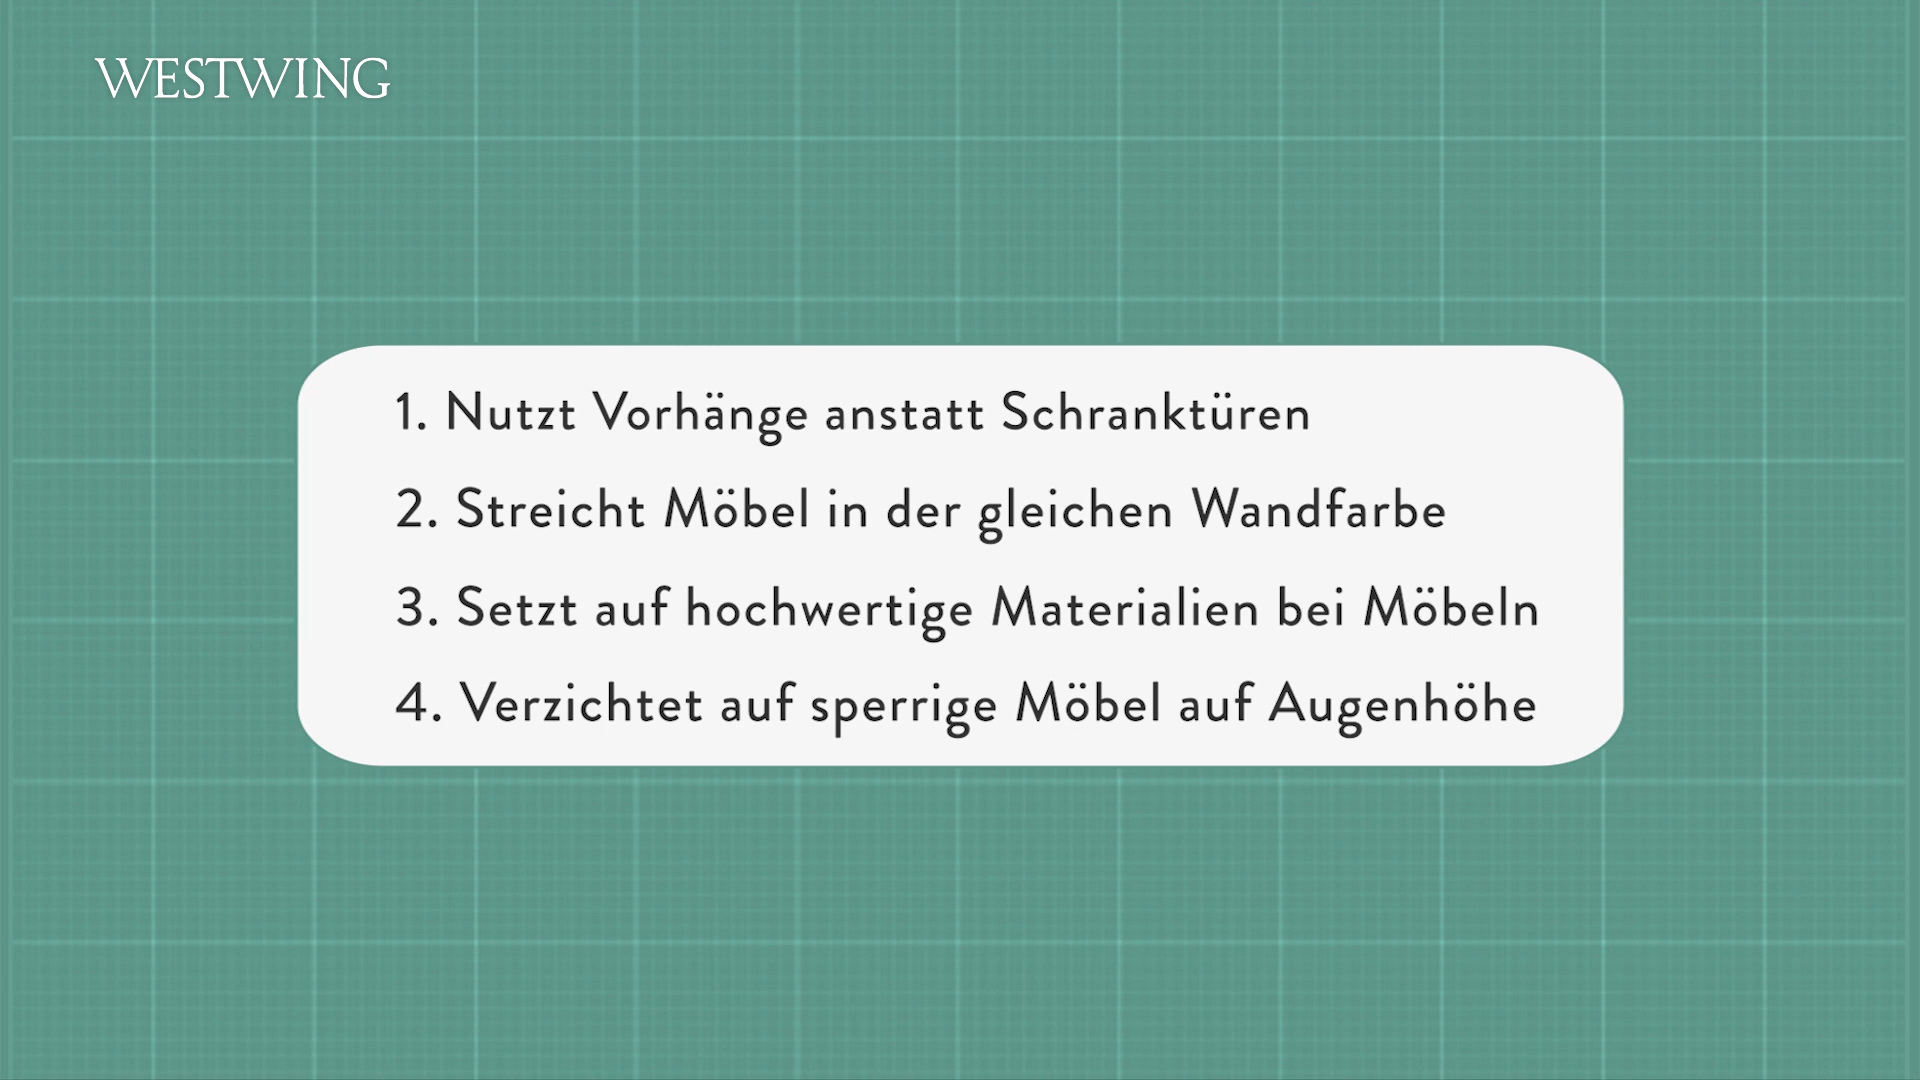 WESTWING
1. Nutzt Vorhänge anstatt Schranktüren
2. Streicht Möbel in der gleichen Wandfarbe
3. Setzt auf hochwertige Materialien bei Möbeln
4. Verzichtet auf sperrige Möbel auf Augenhöhe